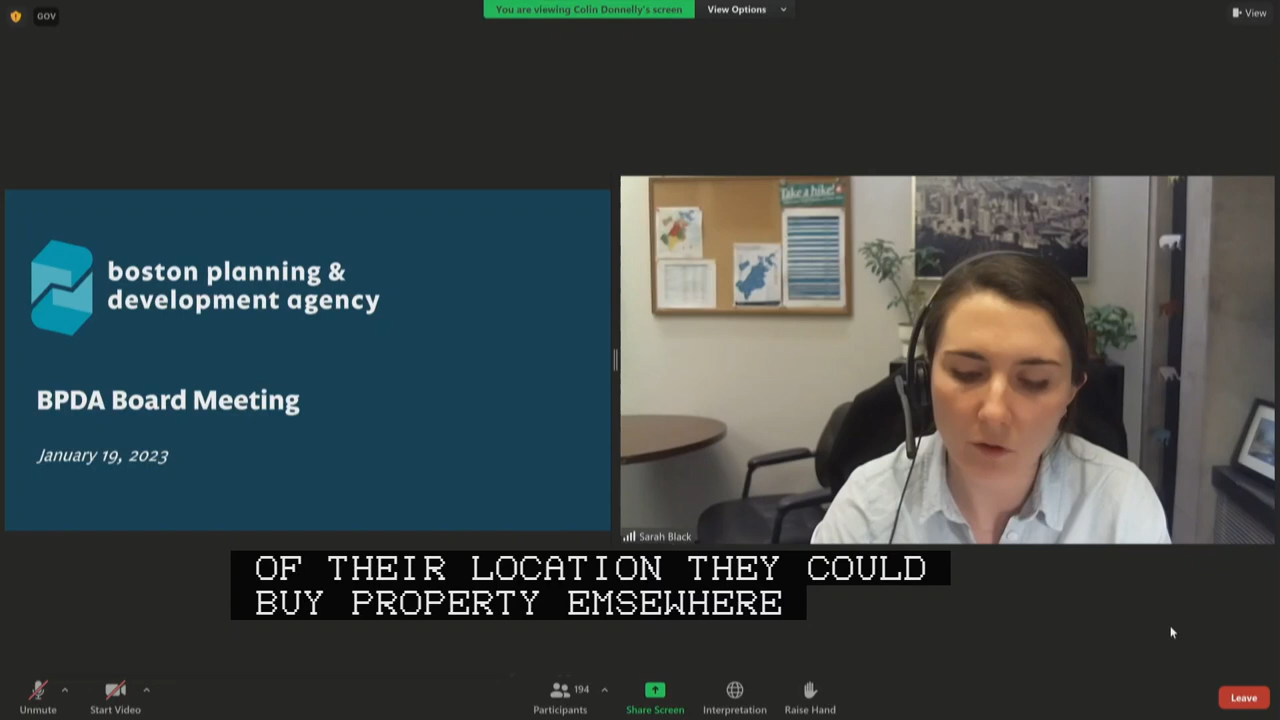 GOV
You are viewing Colin Donnelly's screen
View Options
View
boston planning &
development agency
BPDA Board Meeting
January 19, 2023
Take a hike!
Sarah Black
OF THEIR LOCATION THEY COULD
BUY PROPERTY EMSEWHERE
Unmute
Start Video
194
Participants
Share Screen
Interpretation
Raise Hand
Leave